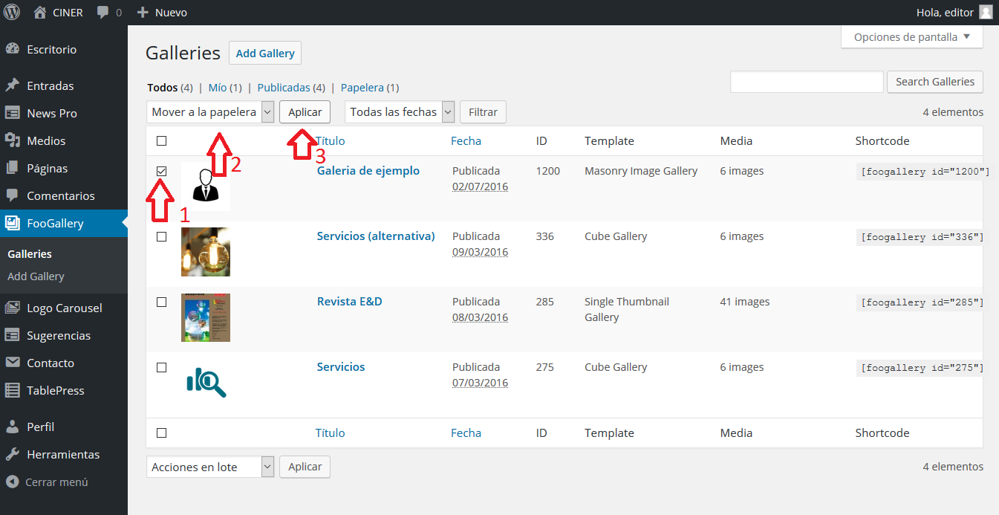 CINER 0 Nuevo Hola, editor
Opciones de pantalla
Escritorio
Entradas
News Pro
Medios
Páginas
Comentarios
FooGallery
Galleries
Add Gallery
Logo Carousel
Sugerencias
Contacto
TablePress
Perfil
Herramientas
Cerrar menú
Galleries Add Gallery
Todos (4) | Mío (1) | Publicadas (4) | Papelera (1)
Search Galleries
Mover a la papelera Aplicar Todas las fechas Filtrar 4 elementos
Título Fecha ID Template Media Shortcode
2 3
Galeria de ejemplo Publicada 1200 Masonry Image Gallery 6 images [foogallery id="1200"]
02/07/2016
1
Servicios (alternativa) Publicada 336 Cube Gallery 6 images [foogallery id="336"]
09/03/2016
Revista E&D Publicada 285 Single Thumbnail 41 images [foogallery id="285"]
08/03/2016 Gallery
Servicios Publicada 275 Cube Gallery 6 images [foogallery id="275"]
07/03/2016
Título Fecha ID Template Media Shortcode
Acciones en lote Aplicar 4 elementos